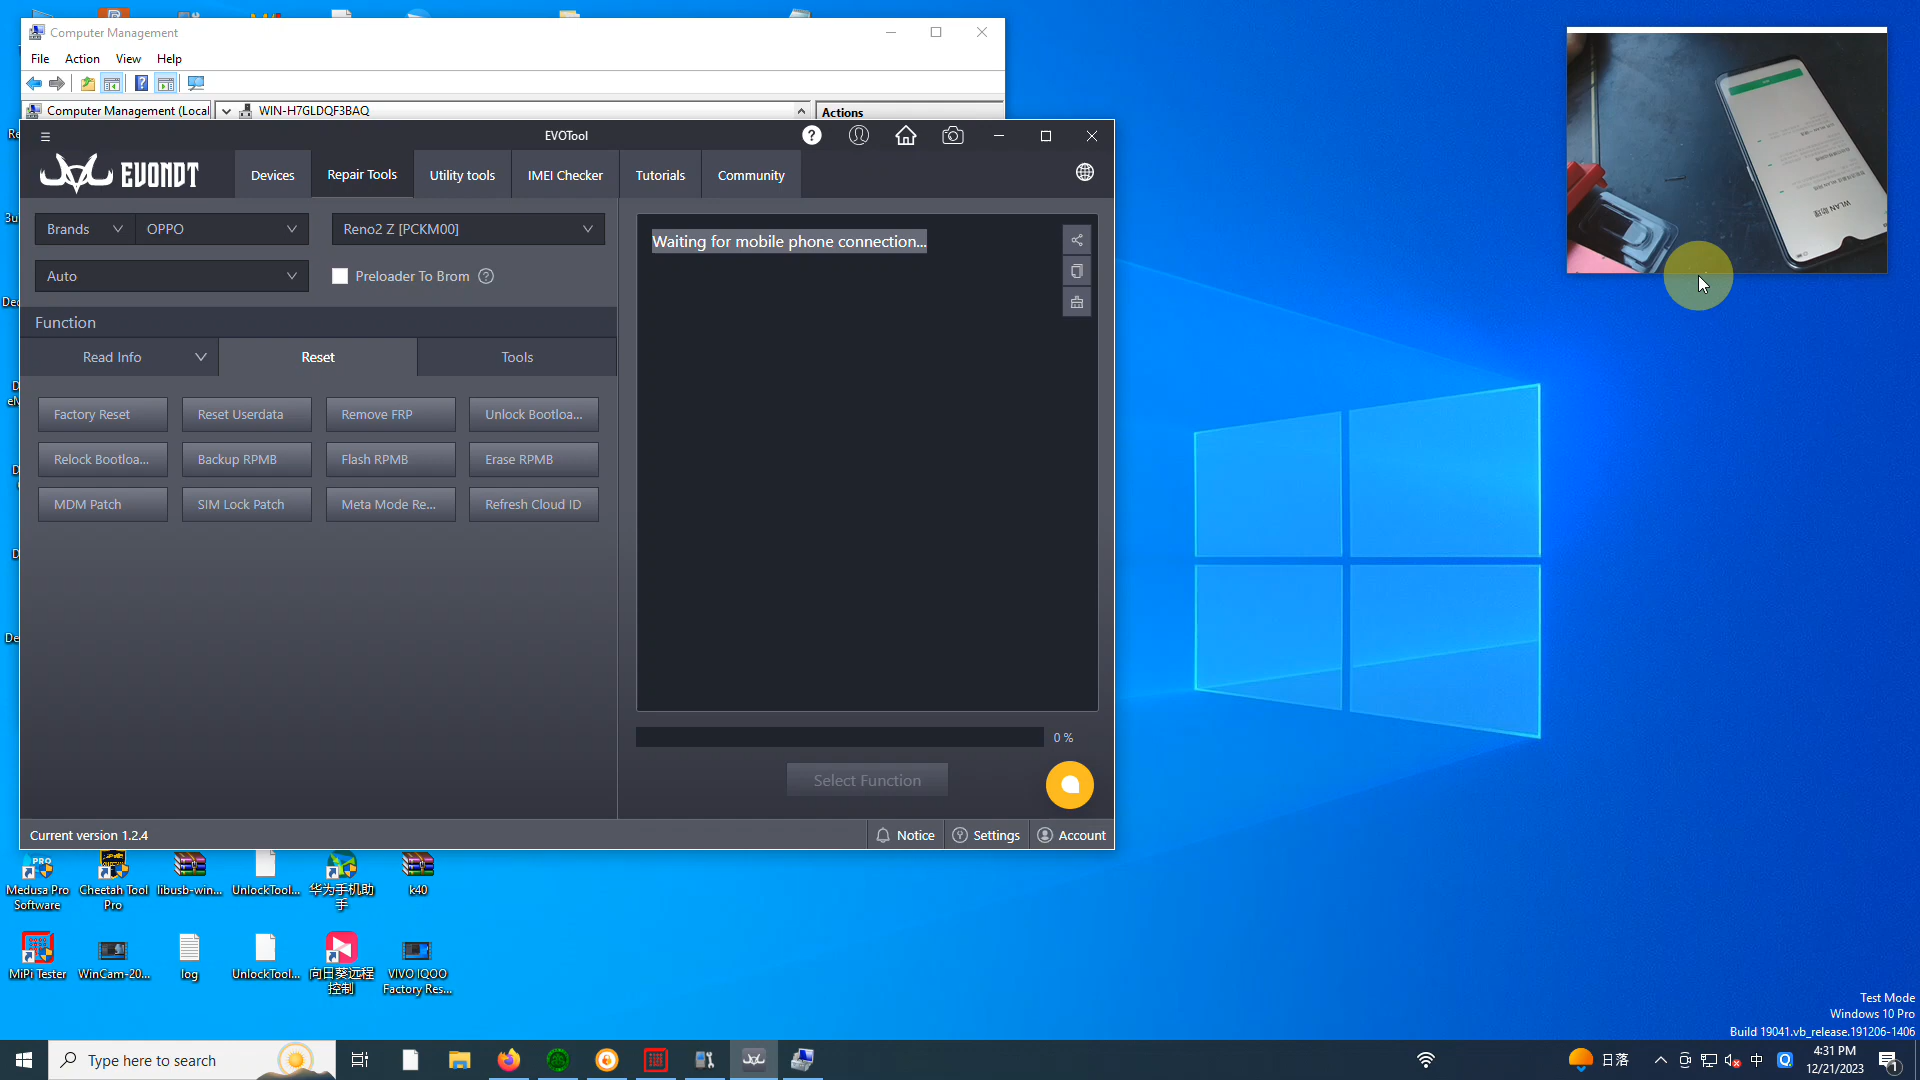 Computer Management
File Action View Help
Computer Management (Local
WIN-H7GLDQF3BAQ
Actions
EVOTool
EVONDT
Devices
Repair Tools
Utility tools
IMEI Checker
Tutorials
Community
Brands
OPPO
Reno2 Z [PCKM00]
Auto
Preloader To Brom
Function
Read Info
Reset
Tools
Factory Reset
Reset Userdata
Remove FRP
Unlock Bootloa...
Relock Bootloa...
Backup RPMB
Flash RPMB
Erase RPMB
MDM Patch
SIM Lock Patch
Meta Mode Re...
Refresh Cloud ID
Waiting for mobile phone connection...
0 %
Select Function
Current version 1.2.4
Notice
Settings
Account
WLAN 助理
Medusa Pro
Software
Cheetah Tool
Pro
libusb-win...
UnlockTool...
华为手机助
手
k40
MiPi Tester
WinCam-20...
log
UnlockTool...
向日葵远程
控制
VIVO IQOO
Factory Res...
Test Mode
Windows 10 Pro
Build 19041.vb_release.191206-1406
Type here to search
日落
中
4:31 PM
12/21/2023
1